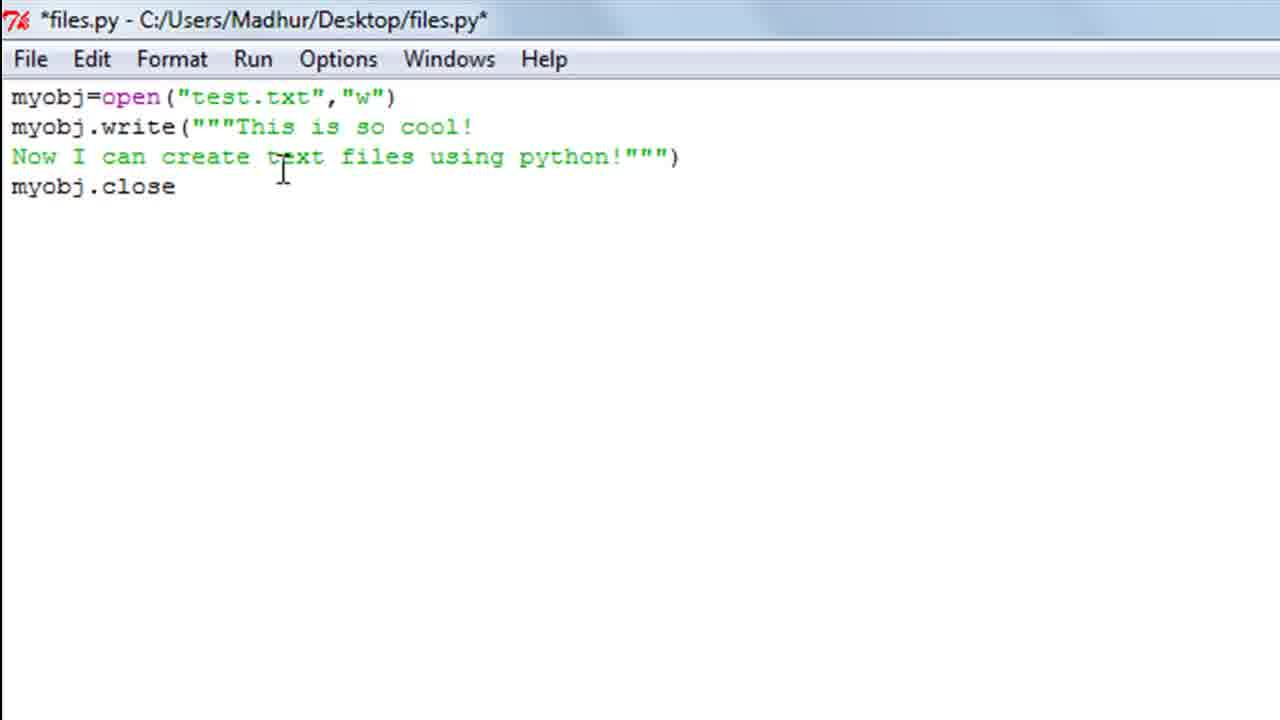 *files.py - C:/Users/Madhur/Desktop/files.py*
File Edit Format Run Options Windows Help
myobj=open("test.txt","w")
myobj.write("""This is so cool!
Now I can create text files using python!""")
myobj.close